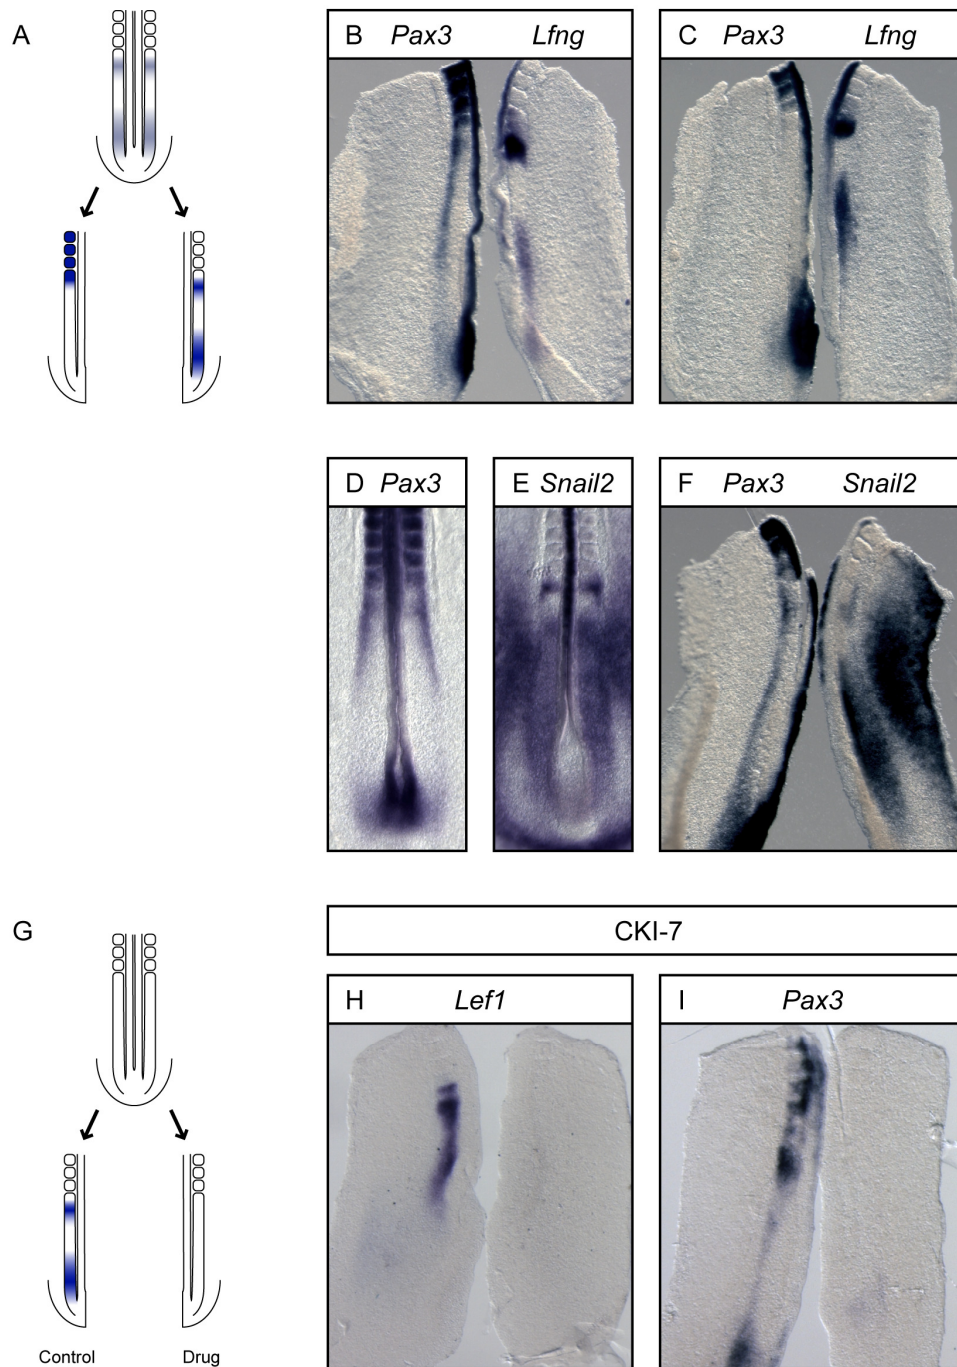 A
B Pax3 Lfng
C Pax3 Lfng
D Pax3
E Snail2
F Pax3 Snail2
G
CKI-7
H Lef1
I Pax3
Control Drug